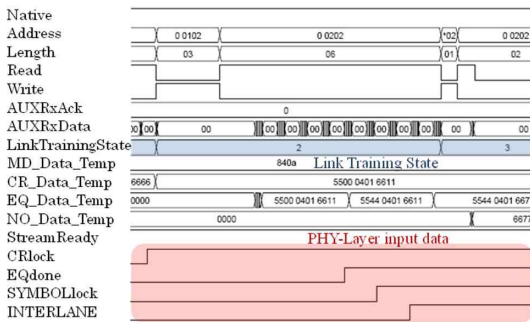 Native
Address 0 0102 0 0202 *02 0 0202
Length 03 06 01 02
Read
Write
AUXRxAck 0
AUXRxData 00 00 00 00 00 00 00 00 00 00 00 00 00
LinkTrainingState 2 3
MD_Data_Temp 840a Link Training State
CR_Data_Temp 6666 5500 0401 6611
EQ_Data_Temp 0000 5500 0401 6611 5544 0401 6611 5544 0401 667
NO_Data_Temp 0000 6677
StreamReady PHY-Layer input data
CRlock
EQdone
SYMBOLlock
INTERLANE